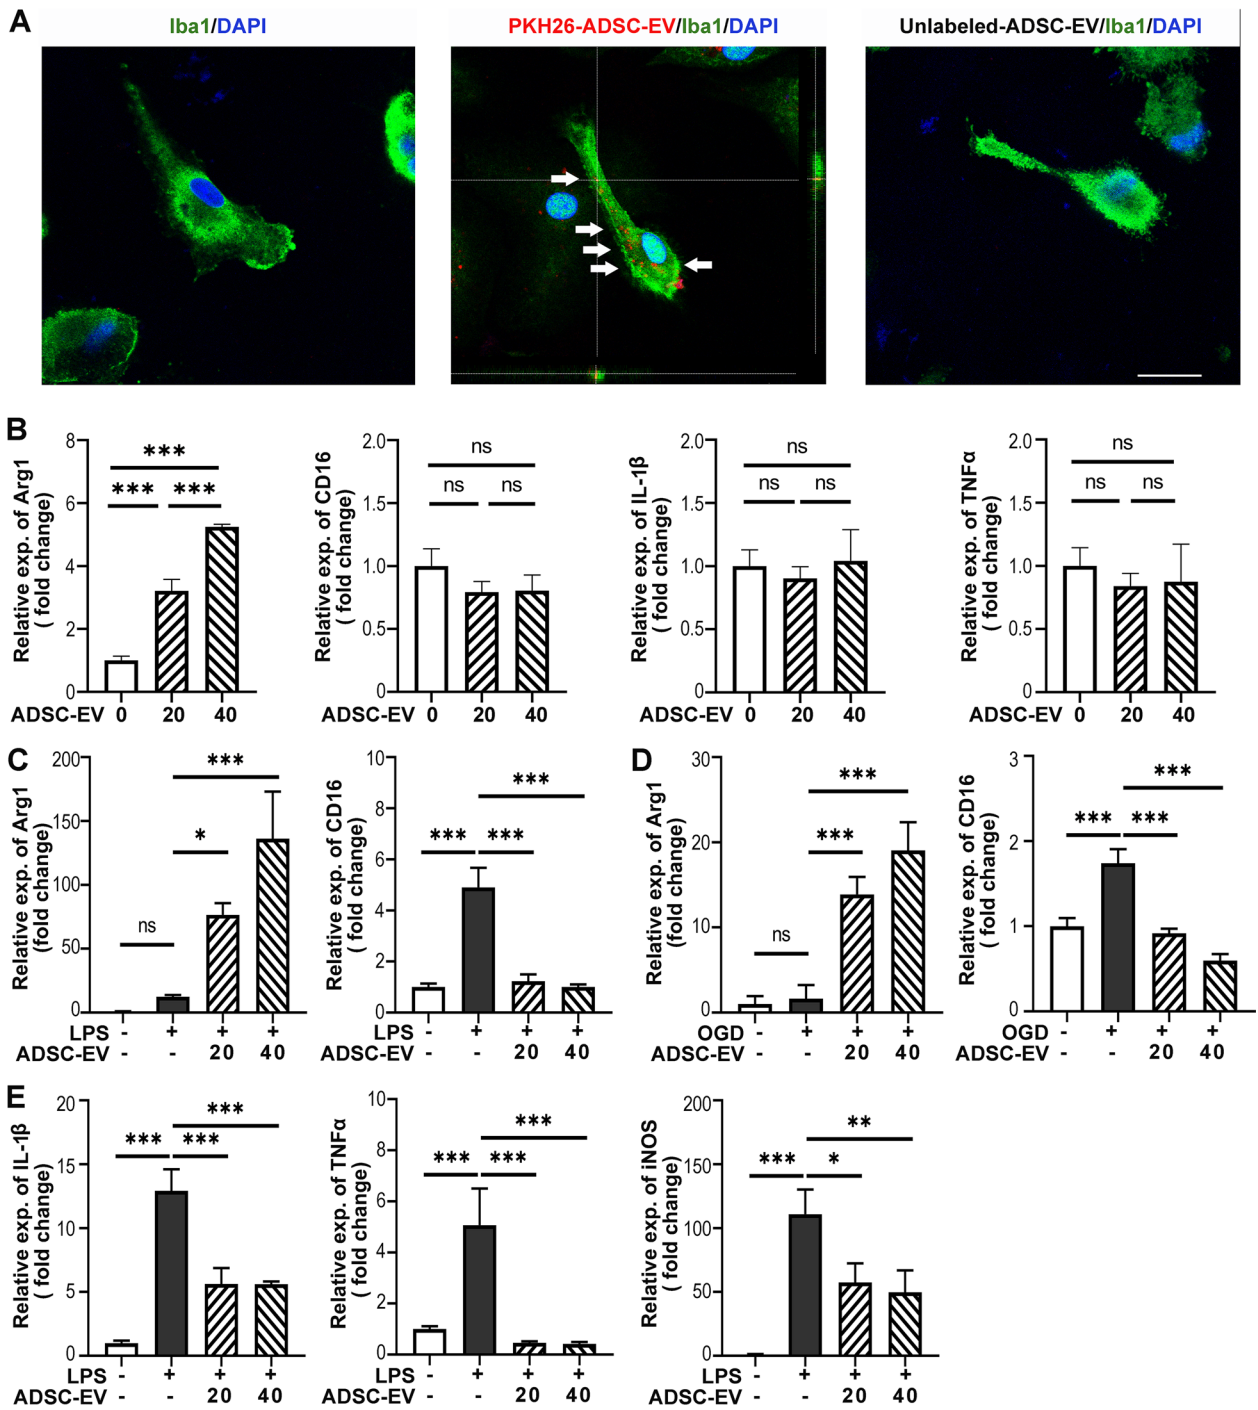 A
Iba1/DAPI
PKH26-ADSC-EV/Iba1/DAPI
Unlabeled-ADSC-EV/Iba1/DAPI
B
Relative exp. of Arg1
( fold change)
8
6
4
2
0
***
*** ***
ADSC-EV 0 20 40
Relative exp. of CD16
( fold change)
2.0
1.5
1.0
0.5
0
ns
ns ns
ADSC-EV 0 20 40
Relative exp. of IL-1β
( fold change)
2.0
1.5
1.0
0.5
0
ns
ns ns
ADSC-EV 0 20 40
Relative exp. of TNFα
( fold change)
2.0
1.5
1.0
0.5
0
ns
ns ns
ADSC-EV 0 20 40
C
Relative exp. of Arg1
(fold change)
200
150
100
50
0
***
*
ns
LPS - + + +
ADSC-EV - - 20 40
Relative exp. of CD16
( fold change)
10
8
6
4
2
0
***
*** ***
LPS - + + +
ADSC-EV - - 20 40
D
Relative exp. of Arg1
(fold change)
30
20
10
0
***
***
ns
OGD - + + +
ADSC-EV - - 20 40
Relative exp. of CD16
( fold change)
3
2
1
0
***
*** ***
OGD - + + +
ADSC-EV - - 20 40
E
Relative exp. of IL-1β
( fold change)
20
15
10
5
0
***
*** ***
LPS - + + +
ADSC-EV - - 20 40
Relative exp. of TNFα
( fold change)
10
8
6
4
2
0
***
*** ***
LPS - + + +
ADSC-EV - - 20 40
Relative exp. of iNOS
( fold change)
200
150
100
50
0
**
*** *
LPS - + + +
ADSC-EV - - 20 40